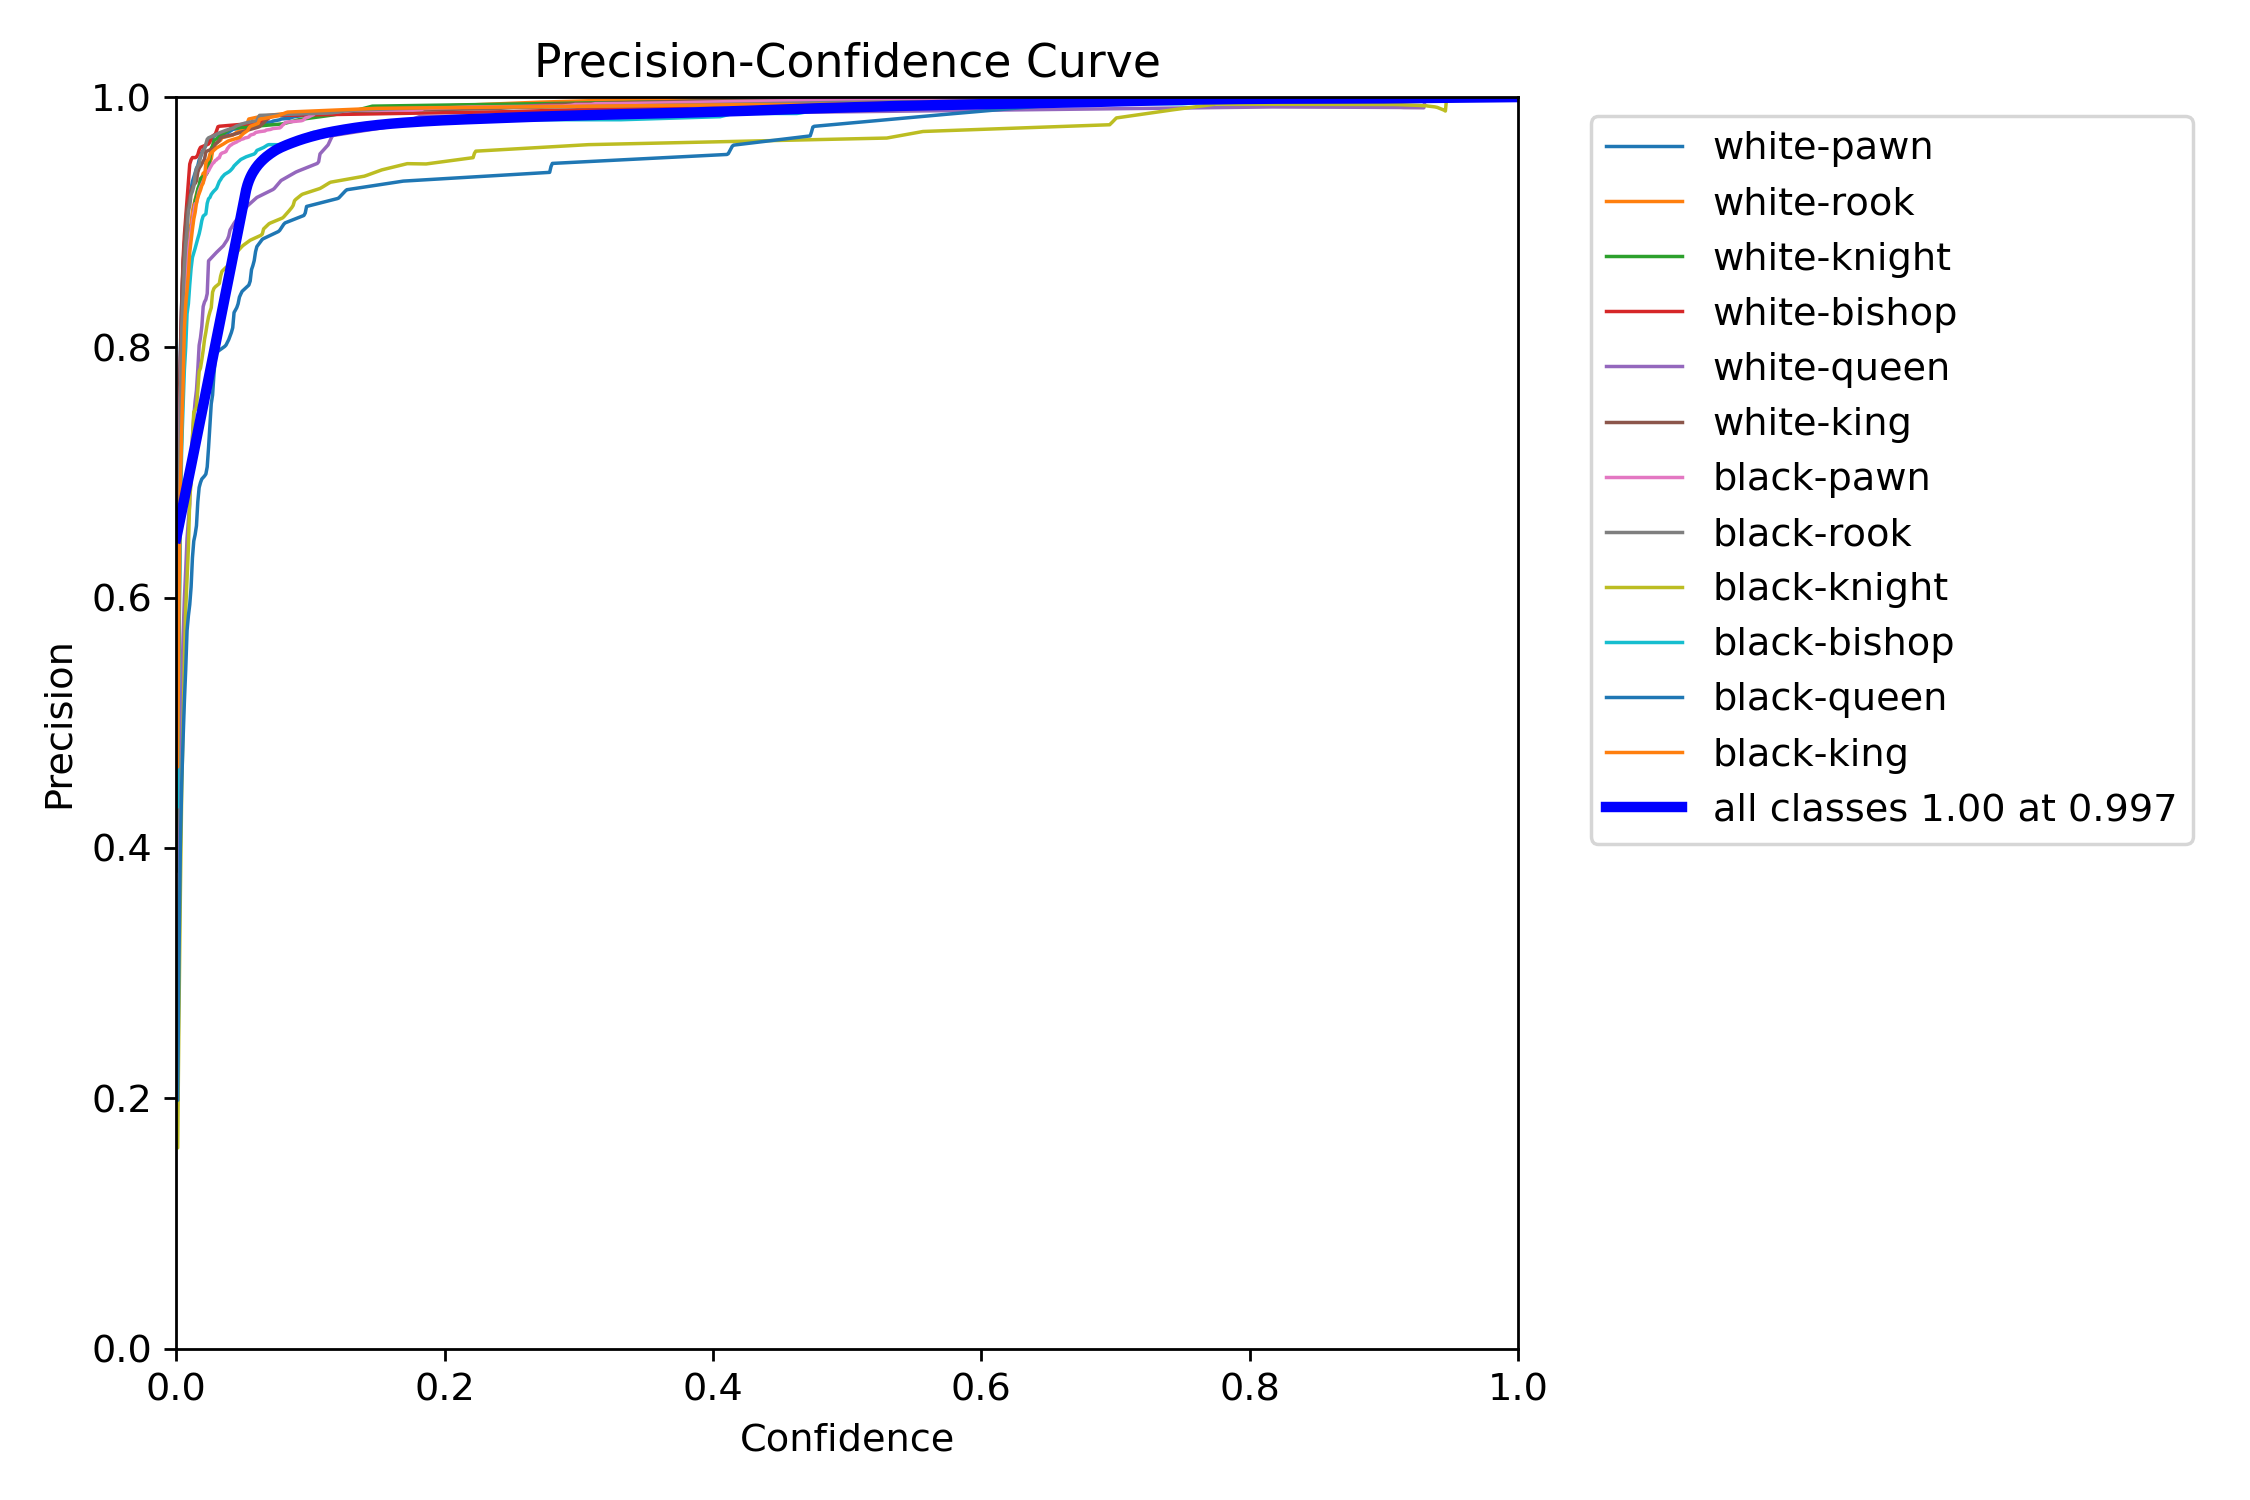 Precision-Confidence Curve
1.0
0.8
0.6
0.4
0.2
0.0
Precision
0.0 0.2 0.4 0.6 0.8 1.0
Confidence
white-pawn
white-rook
white-knight
white-bishop
white-queen
white-king
black-pawn
black-rook
black-knight
black-bishop
black-queen
black-king
all classes 1.00 at 0.997